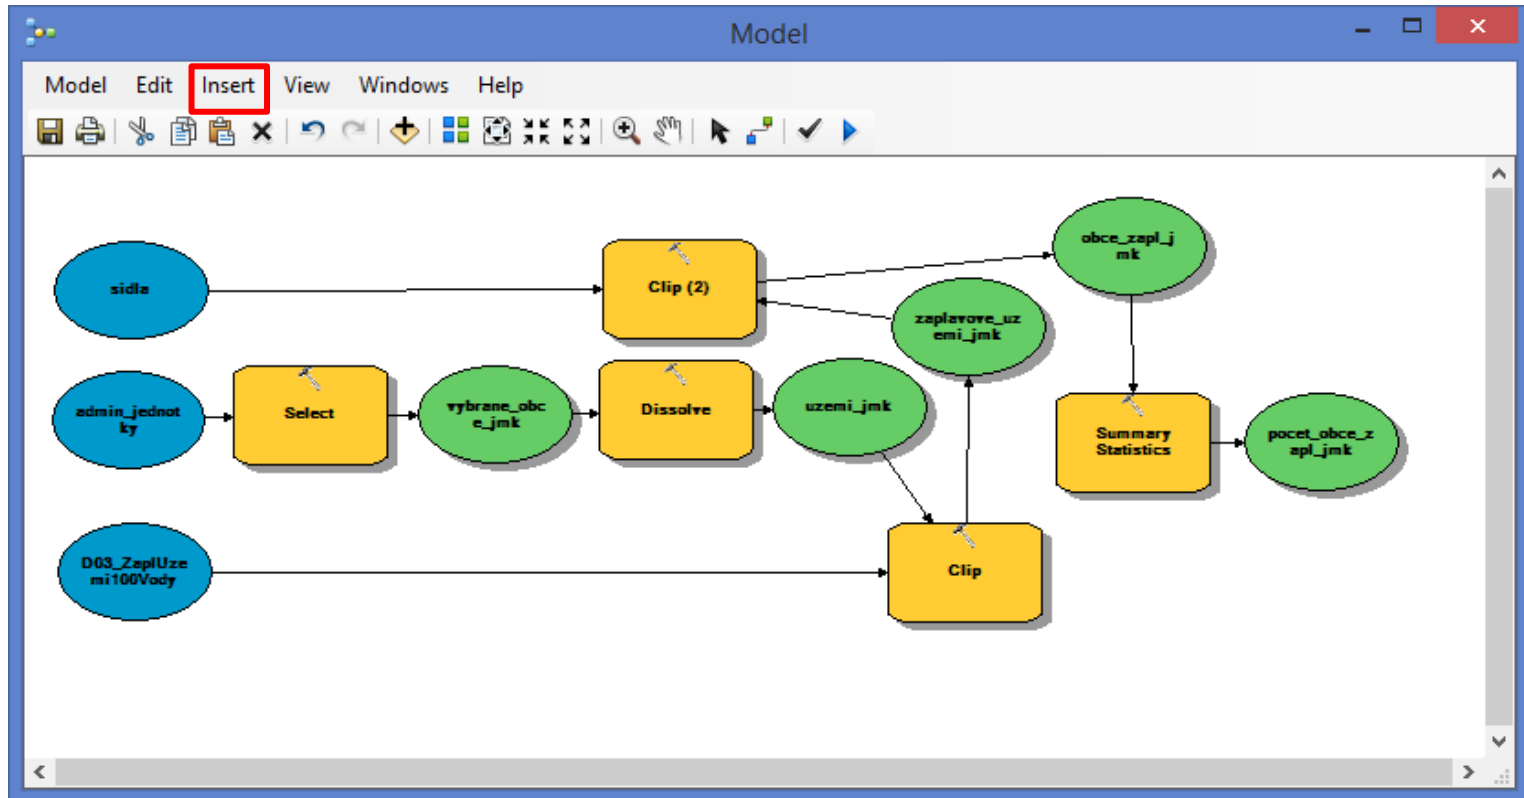 Model
Model Edit Insert View Windows Help
obce_zapl_j
mk
sidla
Clip (2)
zaplavove_uz
emi_jmk
admin_jednot
ky
Select
vybrane_obc
e_jmk
Dissolve
uzemi_jmk
Summary
Statistics
pocet_obce_z
apl_jmk
D03_ZaplUze
mi100Vody
Clip